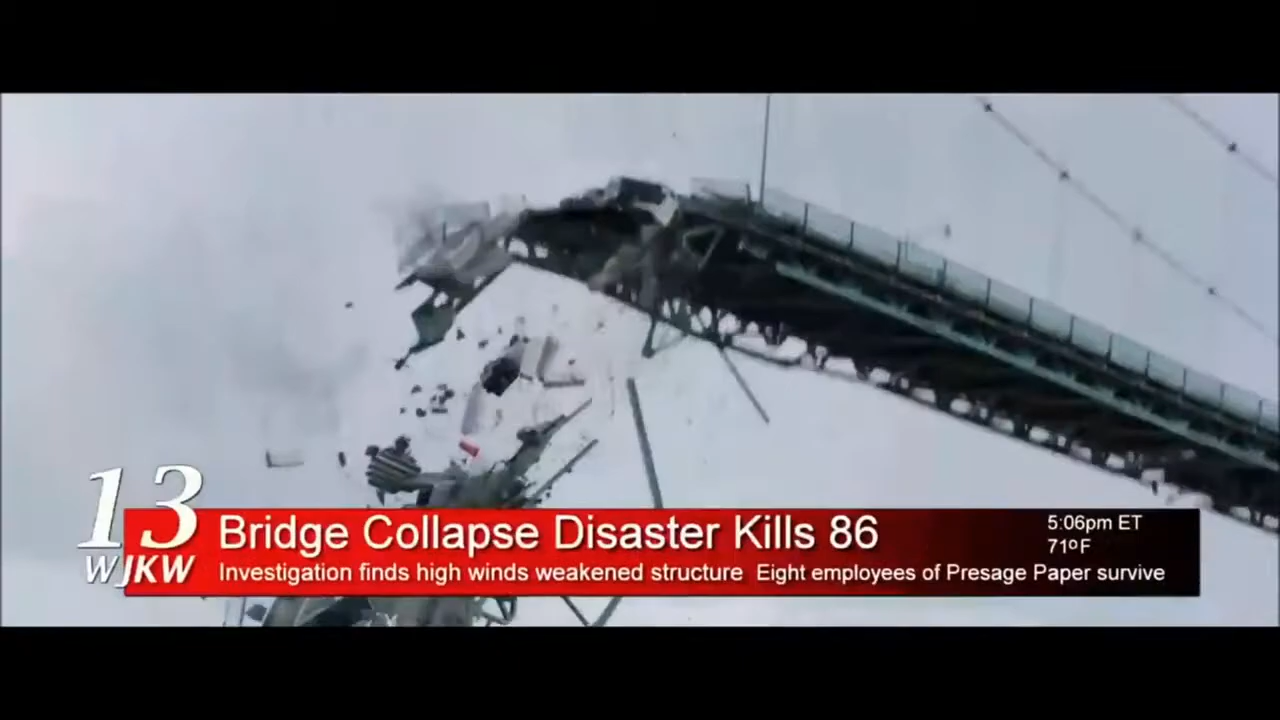 13
WJKW
Bridge Collapse Disaster Kills 86
5:06pm ET
71ºF
Investigation finds high winds weakened structure Eight employees of Presage Paper survive